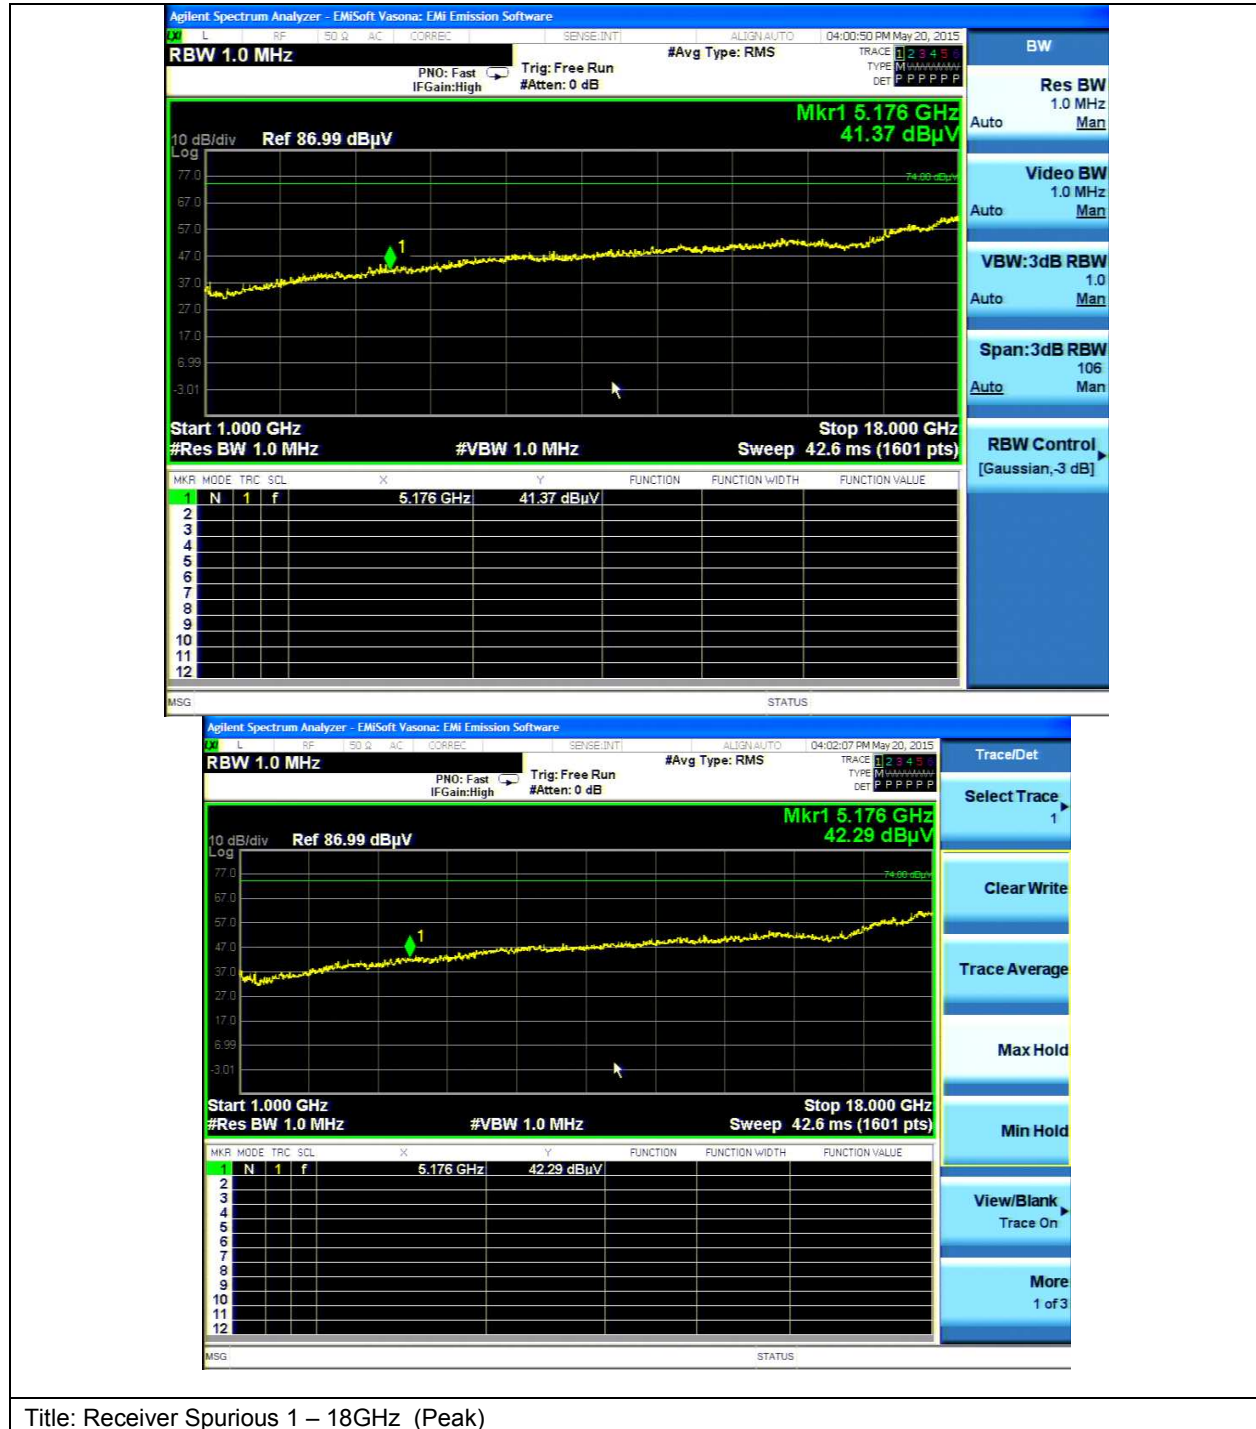 Agilent Spectrum Analyzer - EMiSoft Vasona: EMi Emission Software
LXI L RF 50 Ω AC CORREC SENSE:INT ALIGN AUTO 04:00:50 PM May 20, 2015
RBW 1.0 MHz
PNO: Fast
IFGain:High
Trig: Free Run
#Atten: 0 dB
#Avg Type: RMS
TRACE 1 2 3 4 5 6
TYPE M WWWWW
DET P P P P P P
Mkr1 5.176 GHz
41.37 dBµV
10 dB/div Ref 86.99 dBµV
Log
77.0
74.00 dBµV
67.0
57.0
47.0
37.0
27.0
17.0
6.99
-3.01
1
Start 1.000 GHz Stop 18.000 GHz
#Res BW 1.0 MHz #VBW 1.0 MHz Sweep 42.6 ms (1601 pts)
MKR MODE TRC SCL X Y FUNCTION FUNCTION WIDTH FUNCTION VALUE
1 N 1 f 5.176 GHz 41.37 dBµV
2
3
4
5
6
7
8
9
10
11
12
MSG STATUS
BW
Res BW
1.0 MHz
Auto Man
Video BW
1.0 MHz
Auto Man
VBW:3dB RBW
1.0
Auto Man
Span:3dB RBW
106
Auto Man
RBW Control
[Gaussian,-3 dB]
Agilent Spectrum Analyzer - EMiSoft Vasona: EMi Emission Software
LXI L RF 50 Ω AC CORREC SENSE:INT ALIGN AUTO 04:02:07 PM May 20, 2015
RBW 1.0 MHz
PNO: Fast
IFGain:High
Trig: Free Run
#Atten: 0 dB
#Avg Type: RMS
TRACE 1 2 3 4 5 6
TYPE M WWWWW
DET P P P P P P
Mkr1 5.176 GHz
42.29 dBµV
10 dB/div Ref 86.99 dBµV
Log
77.0
74.00 dBµV
67.0
57.0
47.0
37.0
27.0
17.0
6.99
-3.01
1
Start 1.000 GHz Stop 18.000 GHz
#Res BW 1.0 MHz #VBW 1.0 MHz Sweep 42.6 ms (1601 pts)
MKR MODE TRC SCL X Y FUNCTION FUNCTION WIDTH FUNCTION VALUE
1 N 1 f 5.176 GHz 42.29 dBµV
2
3
4
5
6
7
8
9
10
11
12
MSG STATUS
Trace/Det
Select Trace
1
Clear Write
Trace Average
Max Hold
Min Hold
View/Blank
Trace On
More
1 of 3
Title: Receiver Spurious 1 – 18GHz (Peak)